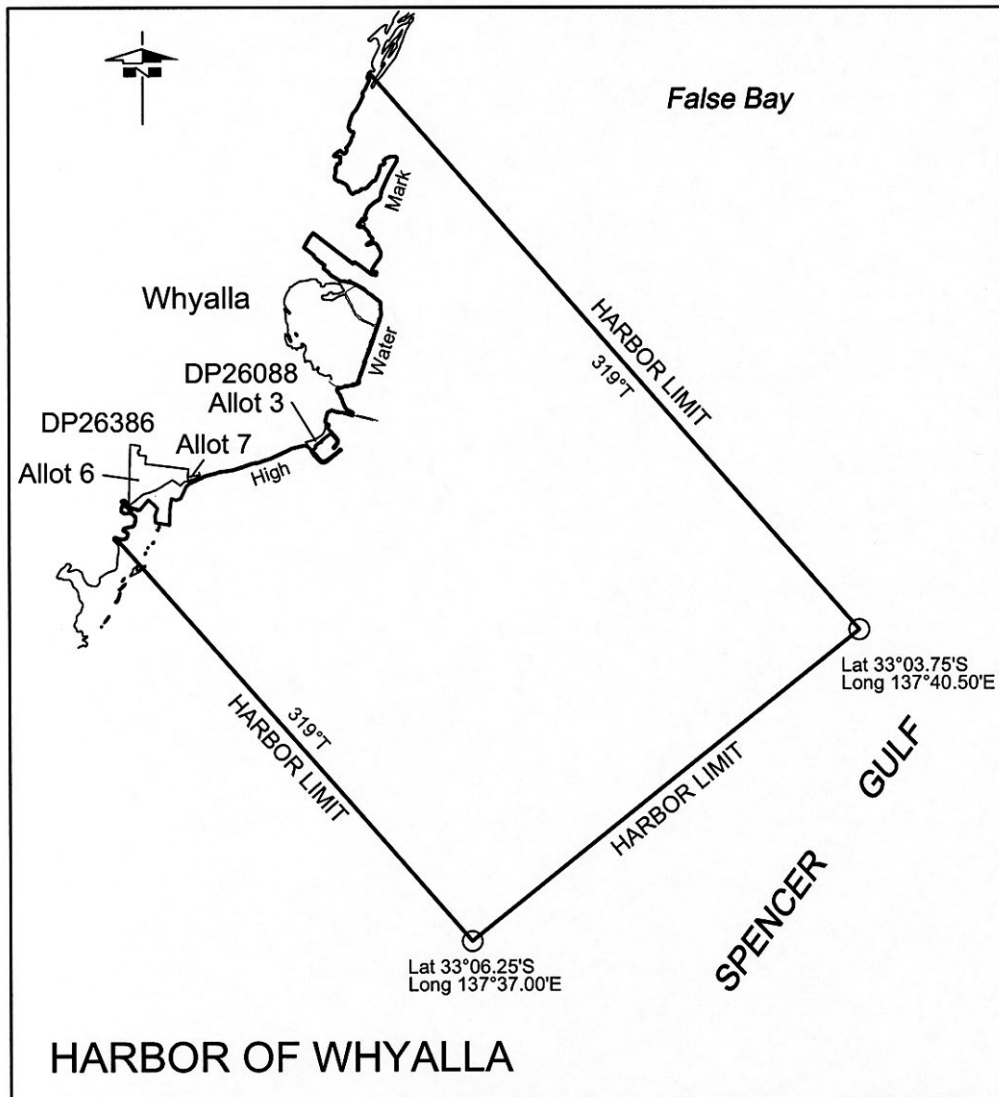 N
False Bay
Mark
Whyalla
Water
HARBOR LIMIT
319°T
DP26088
Allot 3
DP26386
Allot 7
Allot 6
High
Lat 33°03.75'S
Long 137°40.50'E
319°T
HARBOR LIMIT
HARBOR LIMIT
GULF
SPENCER
Lat 33°06.25'S
Long 137°37.00'E
HARBOR OF WHYALLA